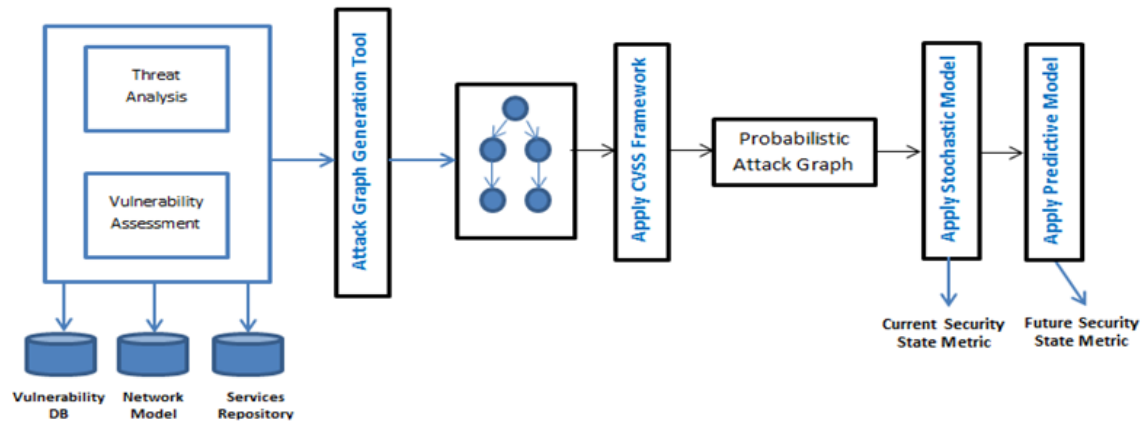 Threat
Analysis
Vulnerability
Assessment
Vulnerability
DB
Network
Model
Services
Repository
Attack Graph Generation Tool
Apply CVSS Framework
Probabilistic
Attack Graph
Apply Stochastic Model
Apply Predictive Model
Current Security
State Metric
Future Security
State Metric